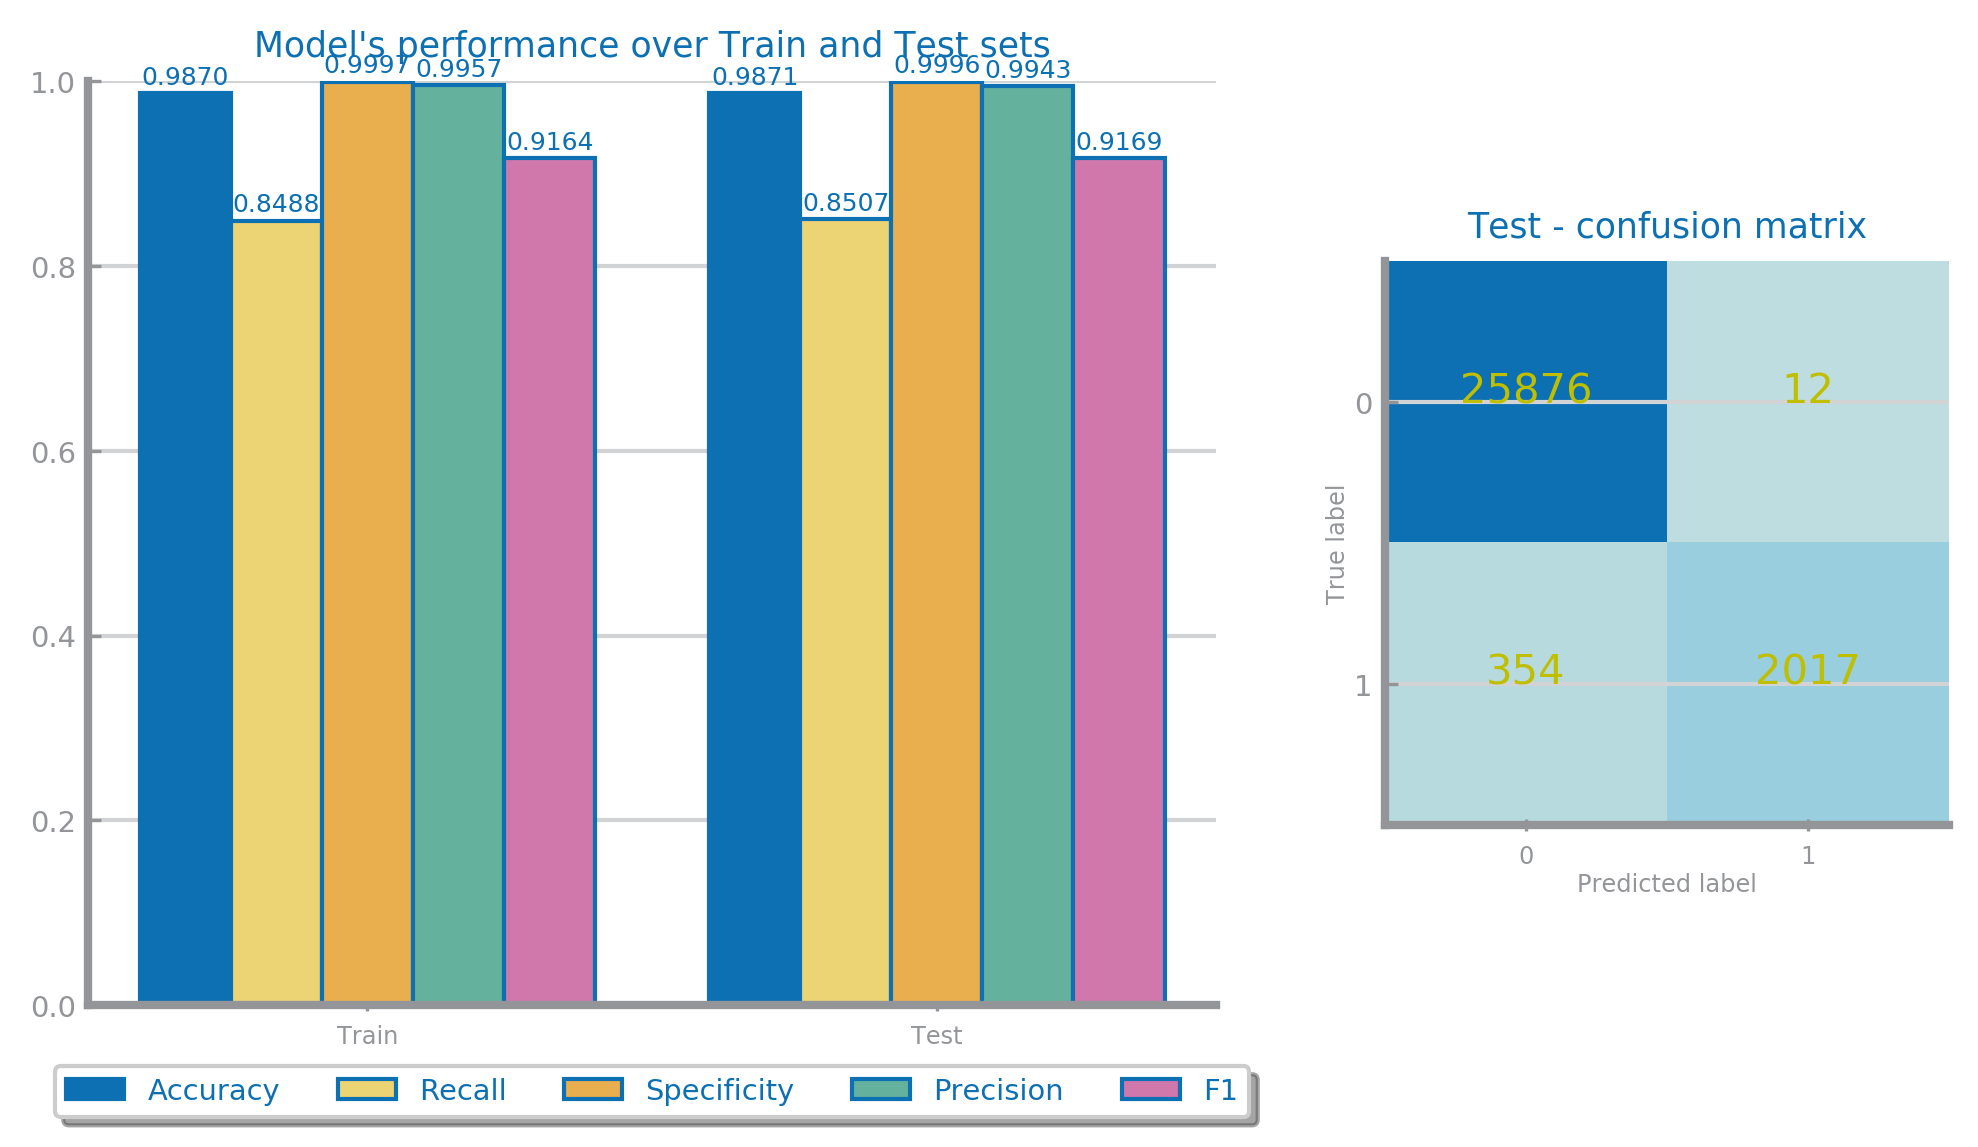 Model's performance over Train and Test sets
0.9870 0.8488 0.9997 0.9957 0.9164 0.9871 0.8507 0.9996 0.9943 0.9169
1.0
0.8
0.6
0.4
0.2
0.0
Train Test
Accuracy Recall Specificity Precision F1
Test - confusion matrix
25876 12
354 2017
0
1
True label
0 1
Predicted label